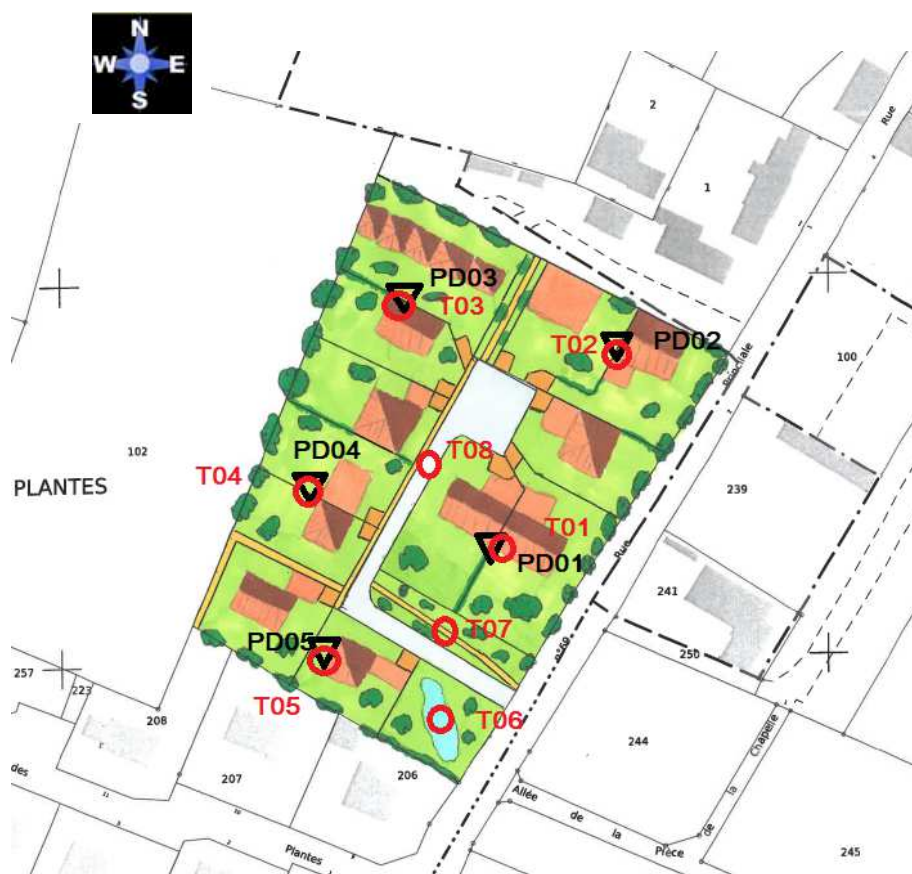 N
W E
S
2
1
Rue
PD03
T03
T02
PD02
Principale
100
102
PD04
T08
T04
PLANTES
239
T01
PD01
Rue
241
T07
PD05
n°69
250
257
223
208
T05
T06
244
Chapelle
207
206
la
de
des
Allée
de
la
Pièce
Plantes
245